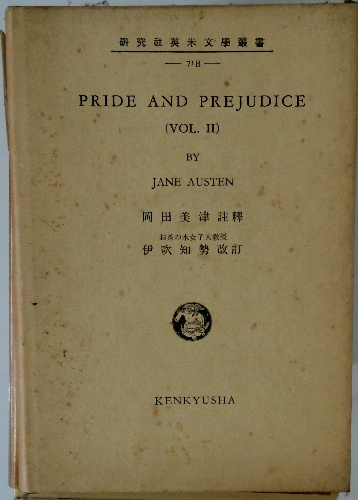 研究社英米文學叢書
71B
PRIDE AND PREJUDICE
(VOL. II)
BY
JANE AUSTEN
岡田美津註釋
お茶の水女子大教授
伊吹知勢改訂
KENKYUSHA